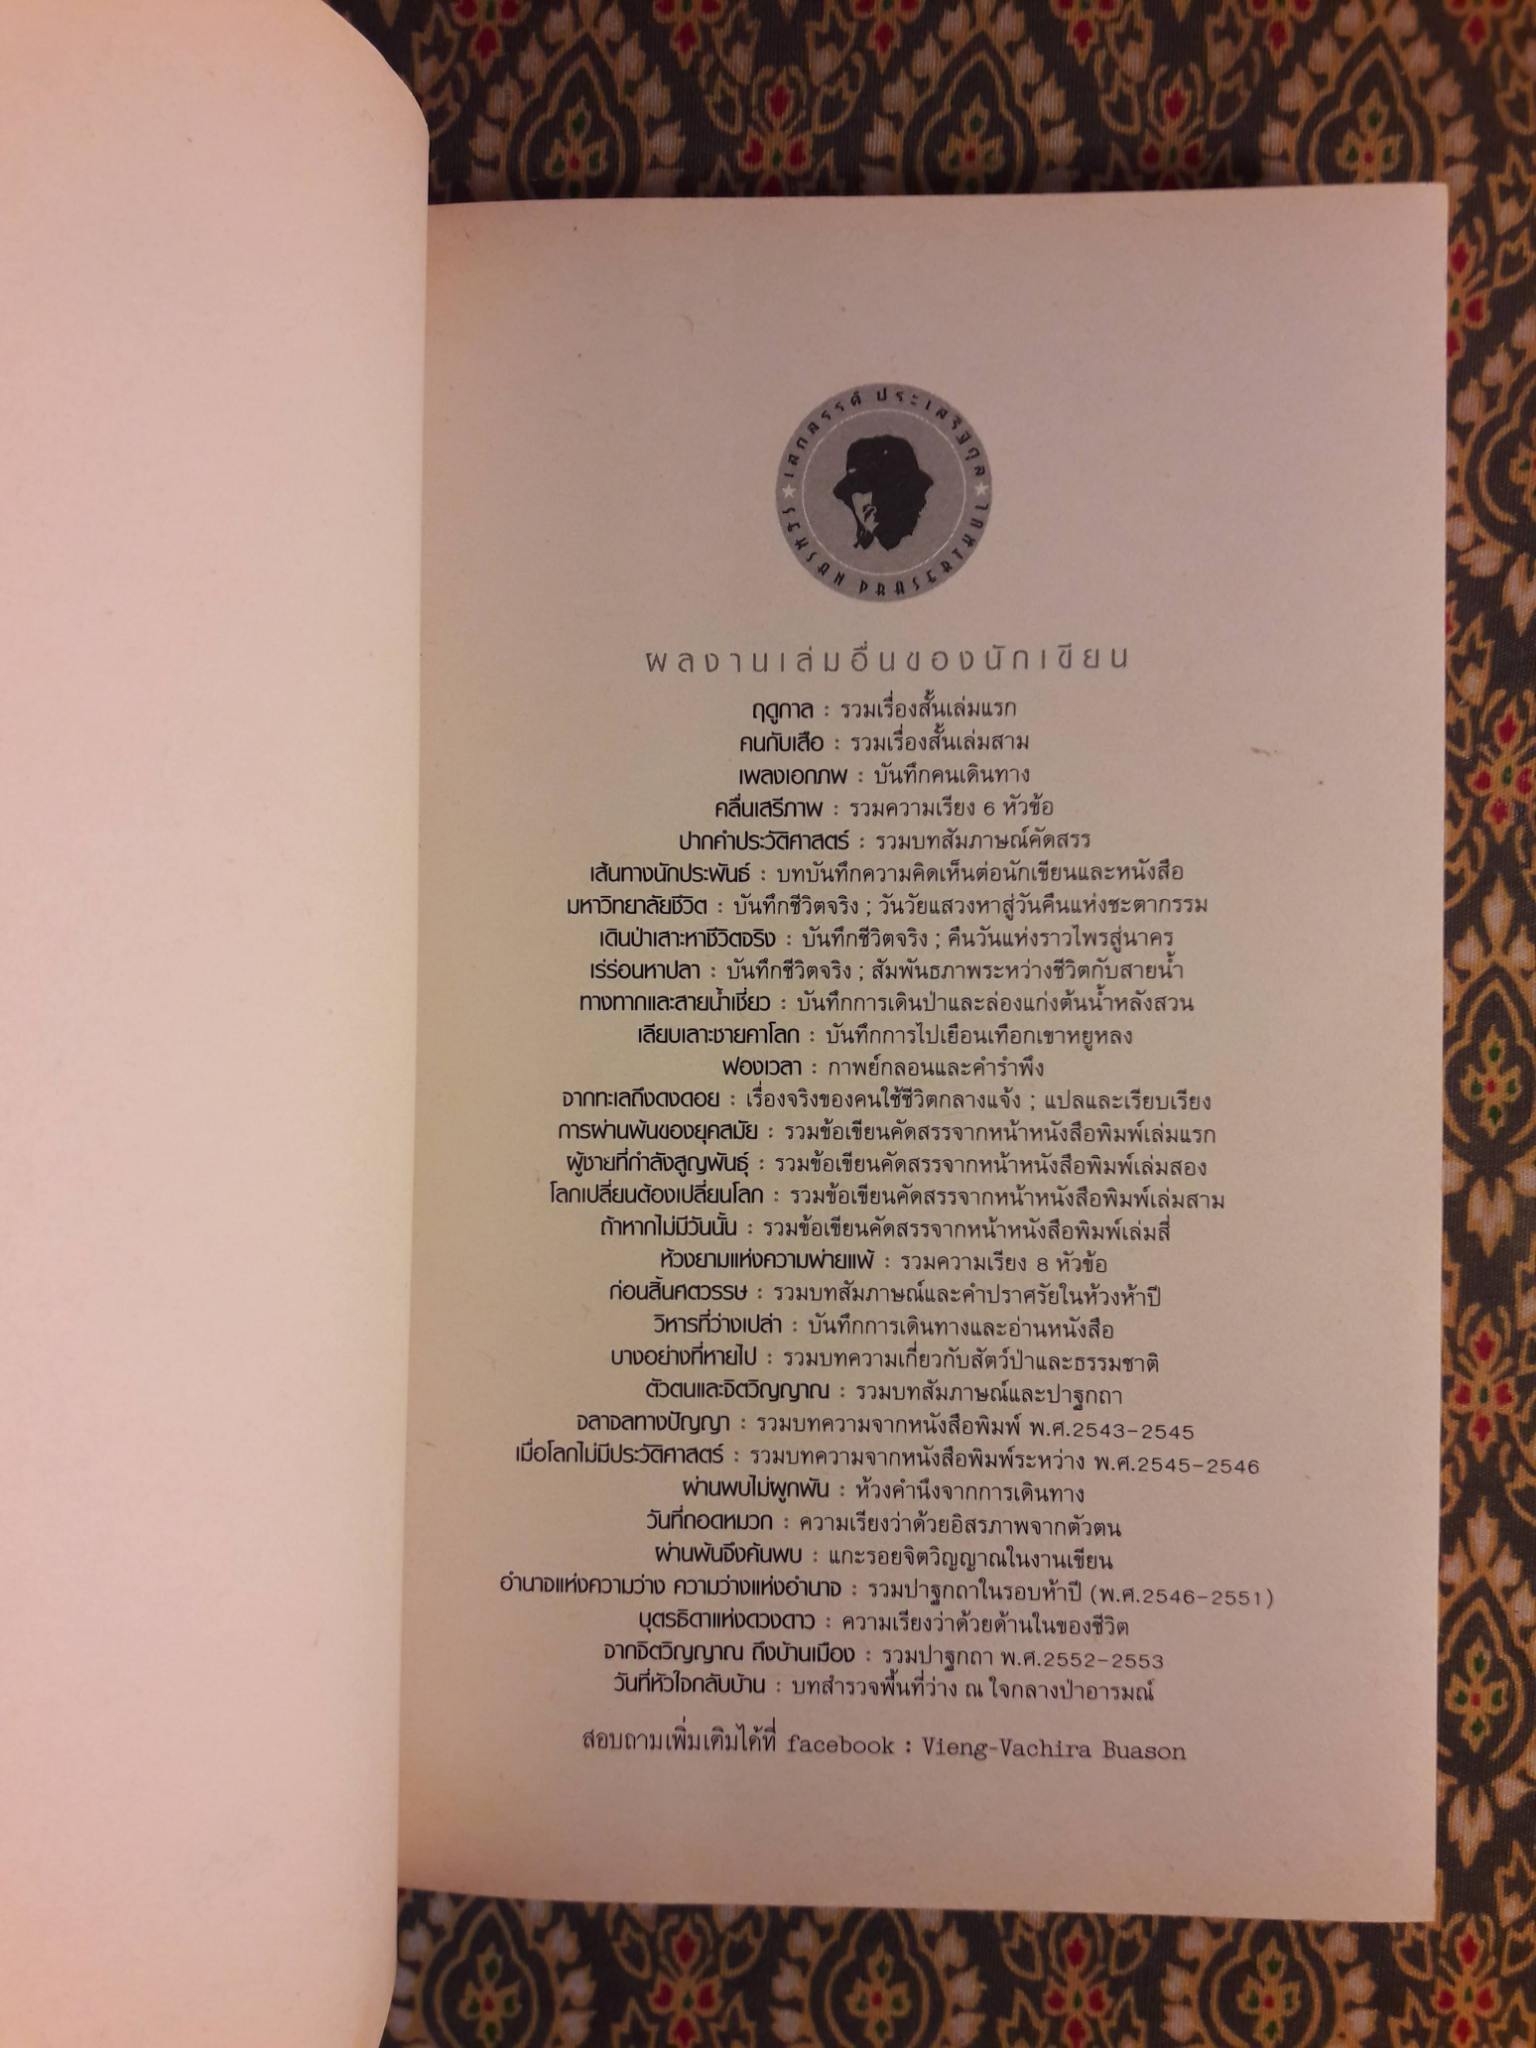 เสกสรรค์ ประเสริฐกุล
SEKSAN PRASERTKUL
ผลงานเล่มอื่นของนักเขียน
ฤดูกาล : รวมเรื่องสั้นเล่มแรก
คนกับเสือ : รวมเรื่องสั้นเล่มสาม
เพลงเอกภพ : บันทึกคนเดินทาง
คลื่นเสรีภาพ : รวมความเรียง 6 หัวข้อ
ปากคำประวัติศาสตร์ : รวมบทสัมภาษณ์คัดสรร
เส้นทางนักประพันธ์ : บทบันทึกความคิดเห็นต่อนักเขียนและหนังสือ
มหาวิทยาลัยชีวิต : บันทึกชีวิตจริง ; วันวัยแสวงหาสู่วันคืนแห่งชะตากรรม
เดินป่าเสาะหาชีวิตจริง : บันทึกชีวิตจริง ; คืนวันแห่งราวไพรสู่นาคร
เร่ร่อนหาปลา : บันทึกชีวิตจริง ; สัมพันธภาพระหว่างชีวิตกับสายน้ำ
ทางทากและสายน้ำเชี่ยว : บันทึกการเดินป่าและล่องแก่งต้นน้ำหลังสวน
เลียบเลาะชายคาโลก : บันทึกการไปเยือนเทือกเขาหยูหลง
ฟองเวลา : กาพย์กลอนและคำรำพึง
จากทะเลถึงดงดอย : เรื่องจริงของคนใช้ชีวิตกลางแจ้ง ; แปลและเรียบเรียง
การผ่านพ้นของยุคสมัย : รวมข้อเขียนคัดสรรจากหน้าหนังสือพิมพ์เล่มแรก
ผู้ชายที่กำลังสูญพันธุ์ : รวมข้อเขียนคัดสรรจากหน้าหนังสือพิมพ์เล่มสอง
โลกเปลี่ยนต้องเปลี่ยนโลก : รวมข้อเขียนคัดสรรจากหน้าหนังสือพิมพ์เล่มสาม
ถ้าหากไม่มีวันนั้น : รวมข้อเขียนคัดสรรจากหน้าหนังสือพิมพ์เล่มสี่
ห้วงยามแห่งความพ่ายแพ้ : รวมความเรียง 8 หัวข้อ
ก่อนสิ้นศตวรรษ : รวมบทสัมภาษณ์และคำปราศรัยในห้วงห้าปี
วิหารที่ว่างเปล่า : บันทึกการเดินทางและอ่านหนังสือ
บางอย่างที่หายไป : รวมบทความเกี่ยวกับสัตว์ป่าและธรรมชาติ
ตัวตนและจิตวิญญาณ : รวมบทสัมภาษณ์และปาฐกถา
จลาจลทางปัญญา : รวมบทความจากหนังสือพิมพ์ พ.ศ.2543-2545
เมื่อโลกไม่มีประวัติศาสตร์ : รวมบทความจากหนังสือพิมพ์ระหว่าง พ.ศ.2545-2546
ผ่านพบไม่ผูกพัน : ห้วงคำนึงจากการเดินทาง
วันที่ถอดหมวก : ความเรียงว่าด้วยอิสรภาพจากตัวตน
ผ่านพ้นจึงค้นพบ : แกะรอยจิตวิญญาณในงานเขียน
อำนาจแห่งความว่าง ความว่างแห่งอำนาจ : รวมปาฐกถาในรอบห้าปี (พ.ศ.2546-2551)
บุตรธิดาแห่งดวงดาว : ความเรียงว่าด้วยด้านในของชีวิต
จากจิตวิญญาณ ถึงบ้านเมือง : รวมปาฐกถา พ.ศ.2552-2553
วันที่หัวใจกลับบ้าน : บทสำรวจพื้นที่ว่าง ณ ใจกลางป่าอารมณ์
สอบถามเพิ่มเติมได้ที่ facebook : Vieng-Vachira Buason